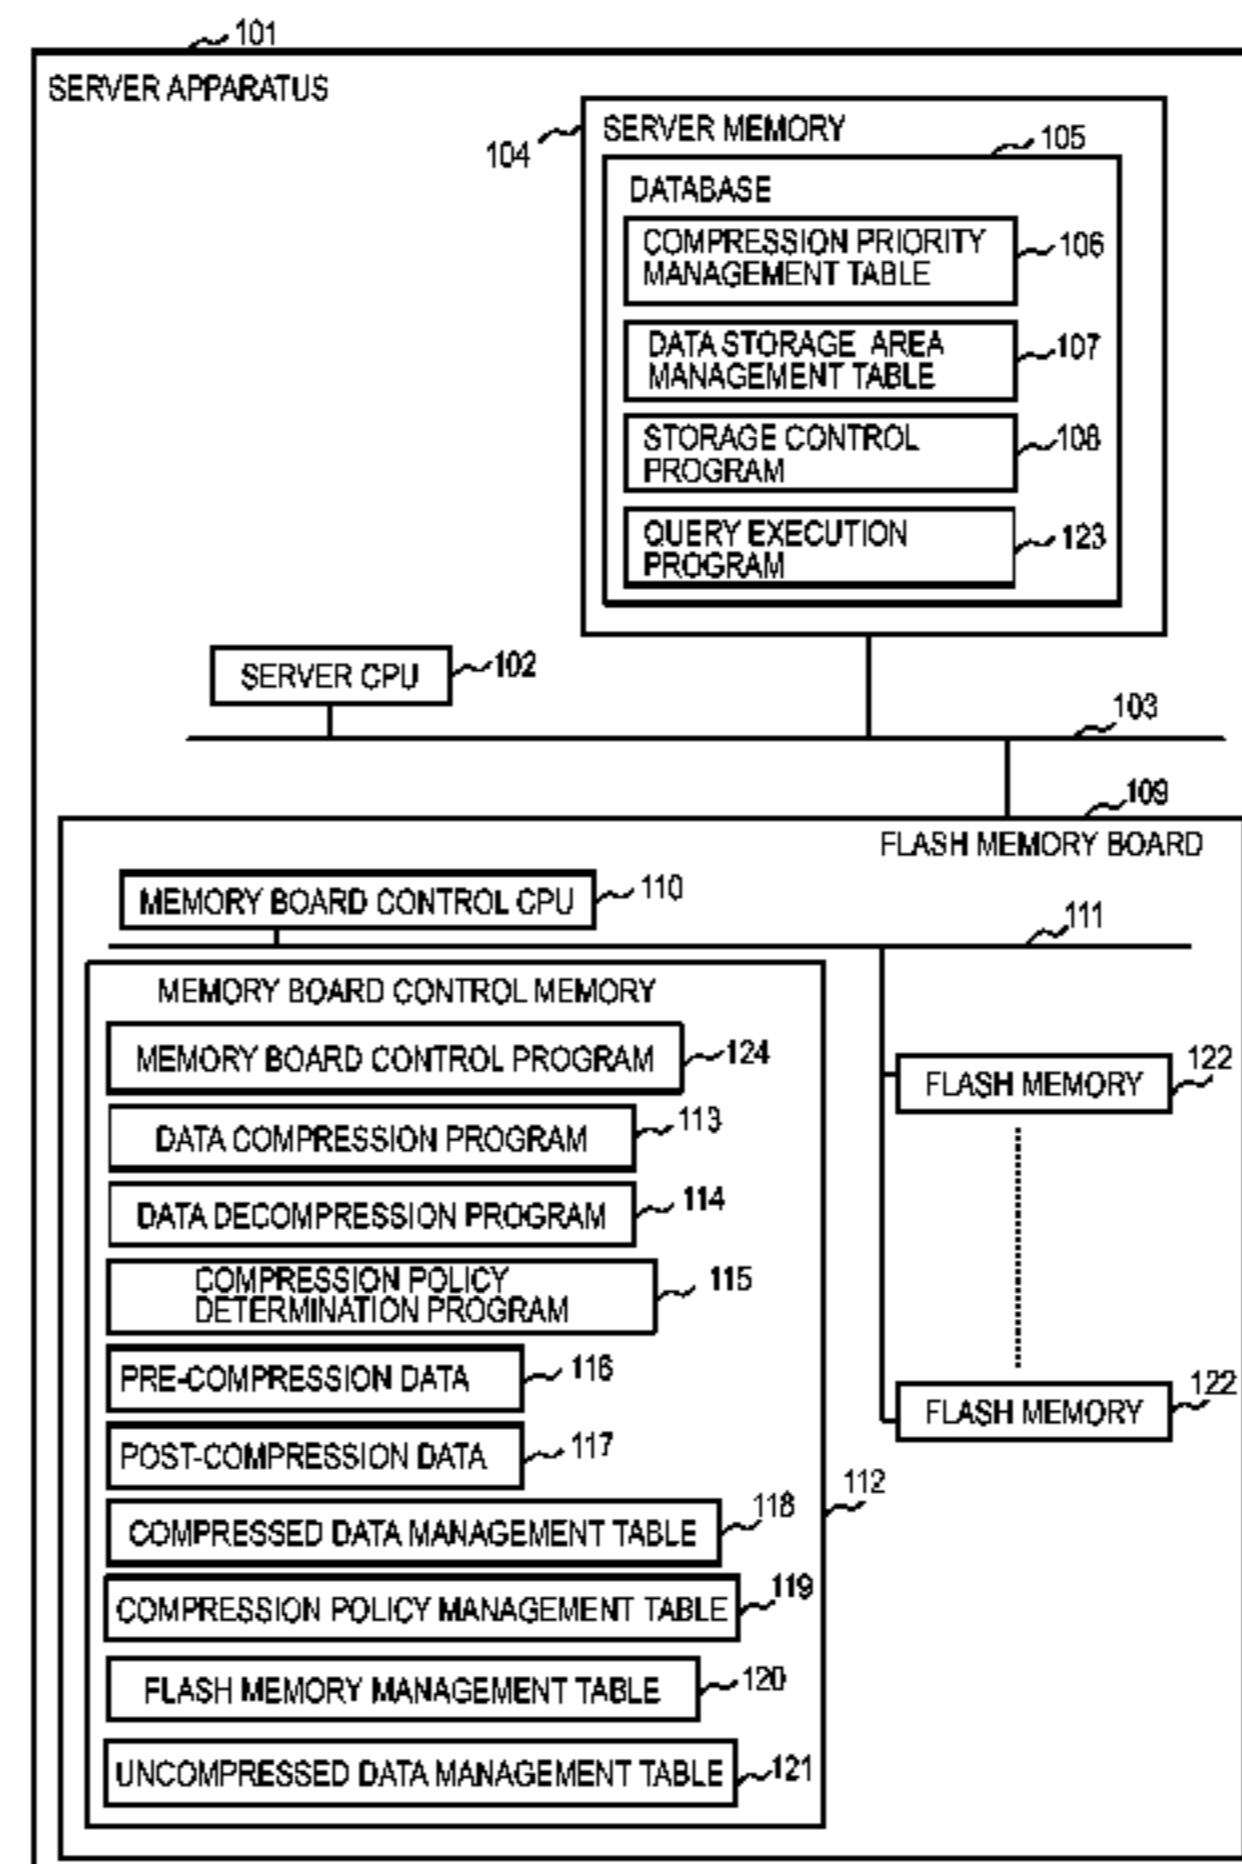 101
SERVER APPARATUS
104
SERVER MEMORY
105
DATABASE
COMPRESSION PRIORITY
MANAGEMENT TABLE
106
DATA STORAGE AREA
MANAGEMENT TABLE
107
STORAGE CONTROL
PROGRAM
108
QUERY EXECUTION
PROGRAM
123
SERVER CPU
102
103
109
FLASH MEMORY BOARD
MEMORY BOARD CONTROL CPU
110
111
MEMORY BOARD CONTROL MEMORY
MEMORY BOARD CONTROL PROGRAM
124
DATA COMPRESSION PROGRAM
113
DATA DECOMPRESSION PROGRAM
114
COMPRESSION POLICY
DETERMINATION PROGRAM
115
PRE-COMPRESSION DATA
116
POST-COMPRESSION DATA
117
COMPRESSED DATA MANAGEMENT TABLE
118
COMPRESSION POLICY MANAGEMENT TABLE
119
FLASH MEMORY MANAGEMENT TABLE
120
UNCOMPRESSED DATA MANAGEMENT TABLE
121
112
FLASH MEMORY
122
FLASH MEMORY
122